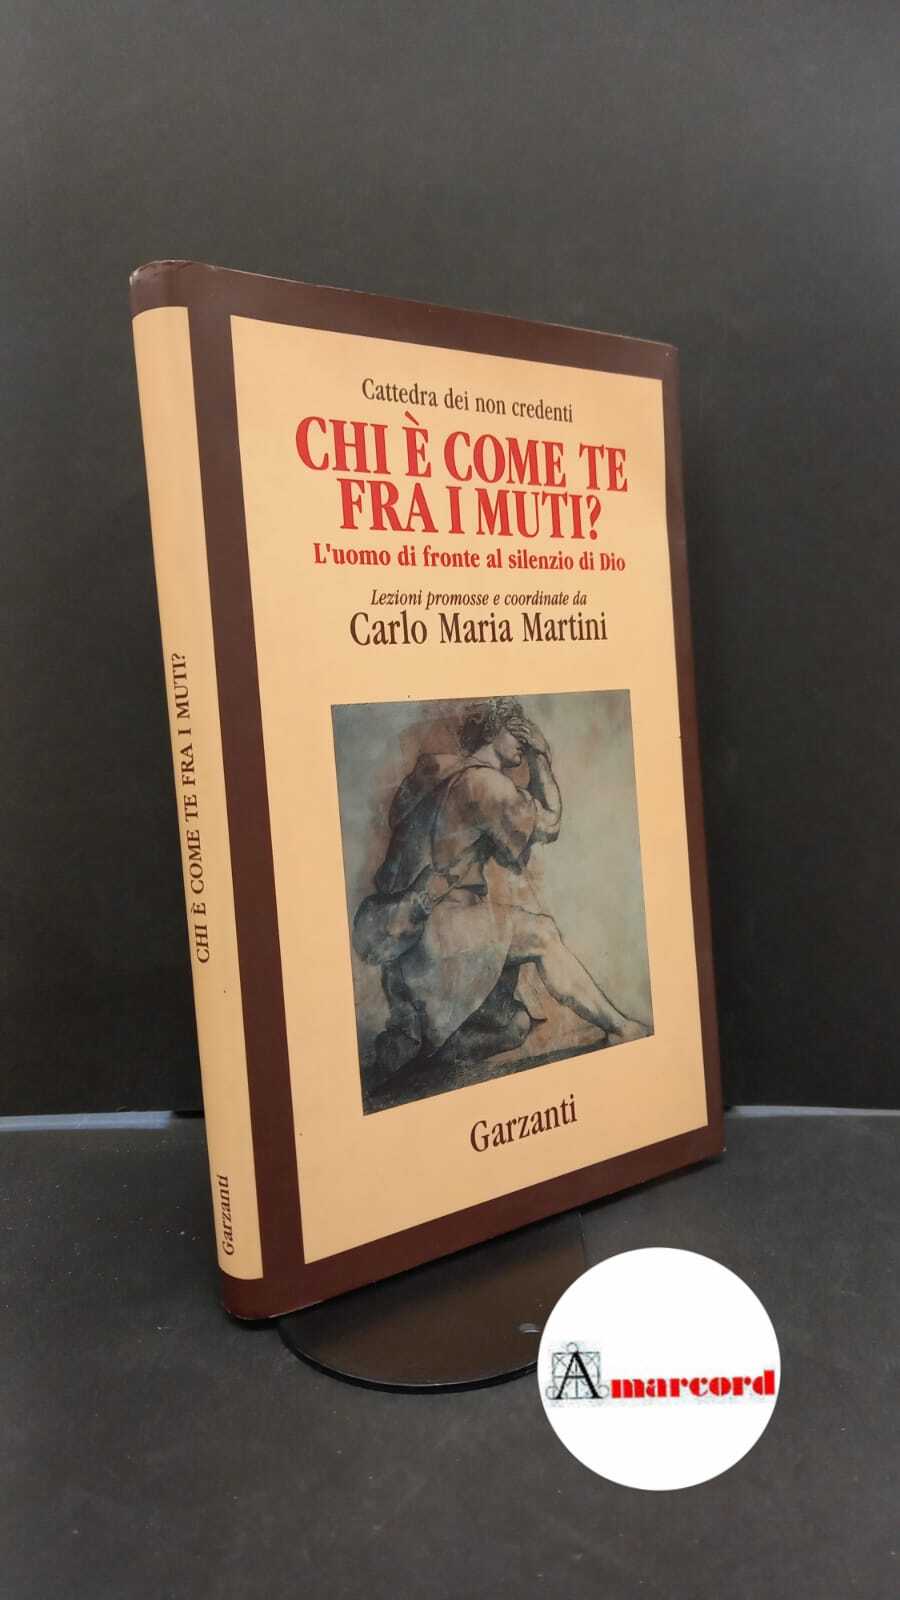 Cattedra dei non credenti
CHI È COME TE
FRA I MUTI?
L'uomo di fronte al silenzio di Dio
Lezioni promosse e coordinate da
Carlo Maria Martini
Garzanti
CHI È COME TE FRA I MUTI?
Garzanti
Amarcord